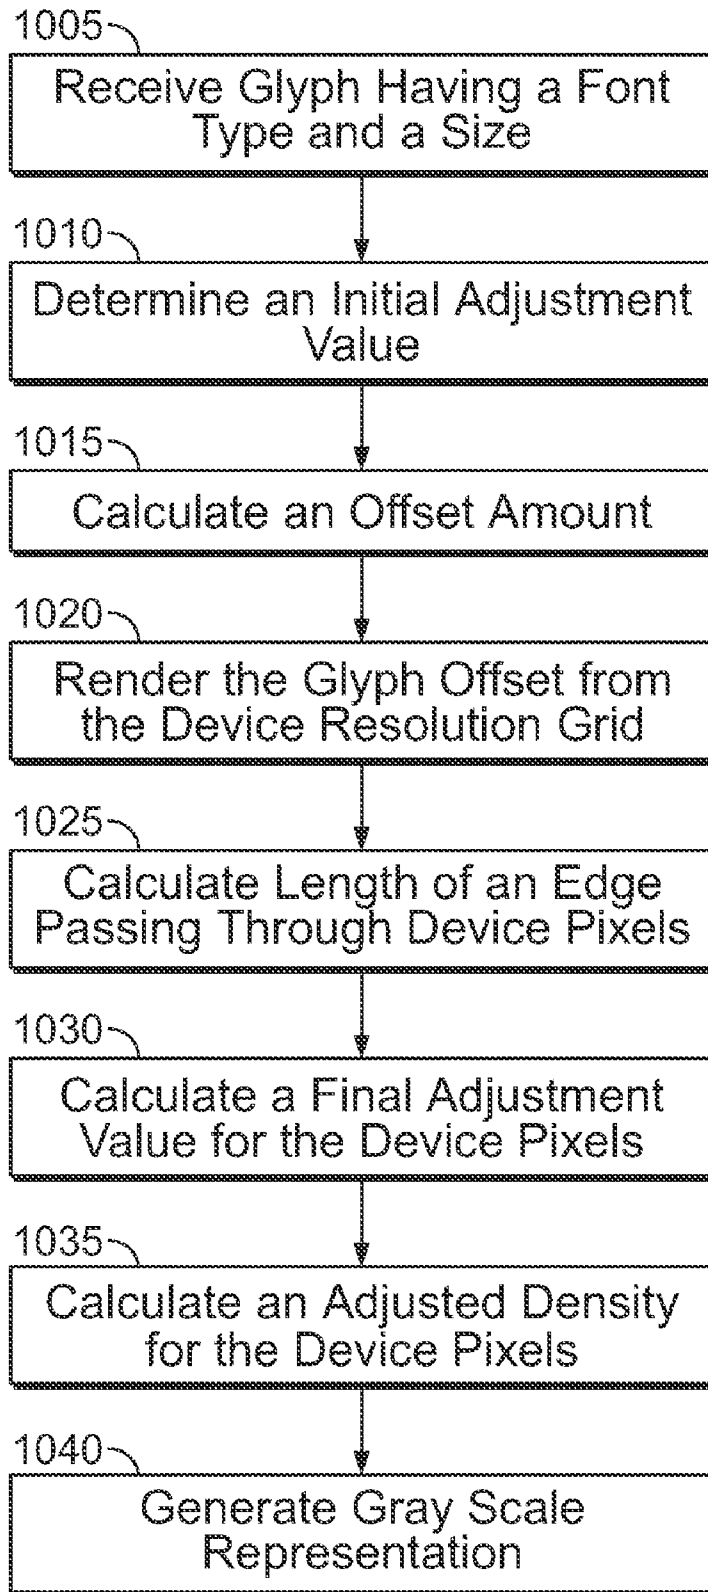 1005
Receive Glyph Having a Font
Type and a Size
1010
Determine an Initial Adjustment
Value
1015
Calculate an Offset Amount
1020
Render the Glyph Offset from
the Device Resolution Grid
1025
Calculate Length of an Edge
Passing Through Device Pixels
1030
Calculate a Final Adjustment
Value for the Device Pixels
1035
Calculate an Adjusted Density
for the Device Pixels
1040
Generate Gray Scale
Representation